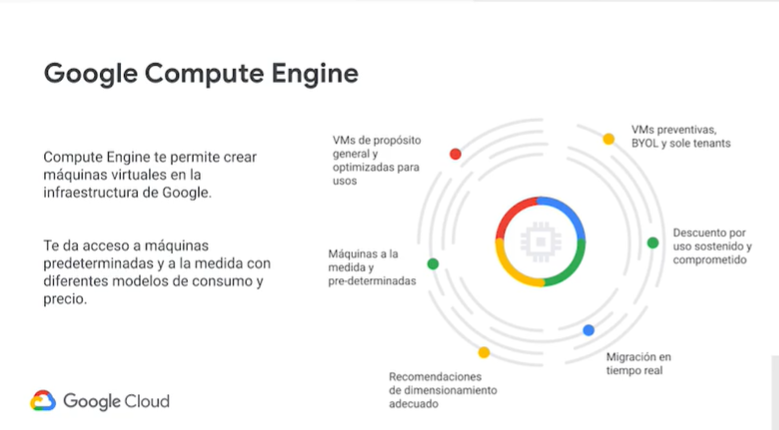 Google Compute Engine
Compute Engine te permite crear
máquinas virtuales en la
infraestructura de Google.
Te da acceso a máquinas
predeterminadas y a la medida con
diferentes modelos de consumo y
precio.
VMs de propósito
general y
optimizadas para
usos
Máquinas a la
medida y
pre-determinadas
Recomendaciones
de dimensionamiento
adecuado
VMs preventivas,
BYOL y sole tenants
Descuento por
uso sostenido y
comprometido
Migración en
tiempo real
Google Cloud